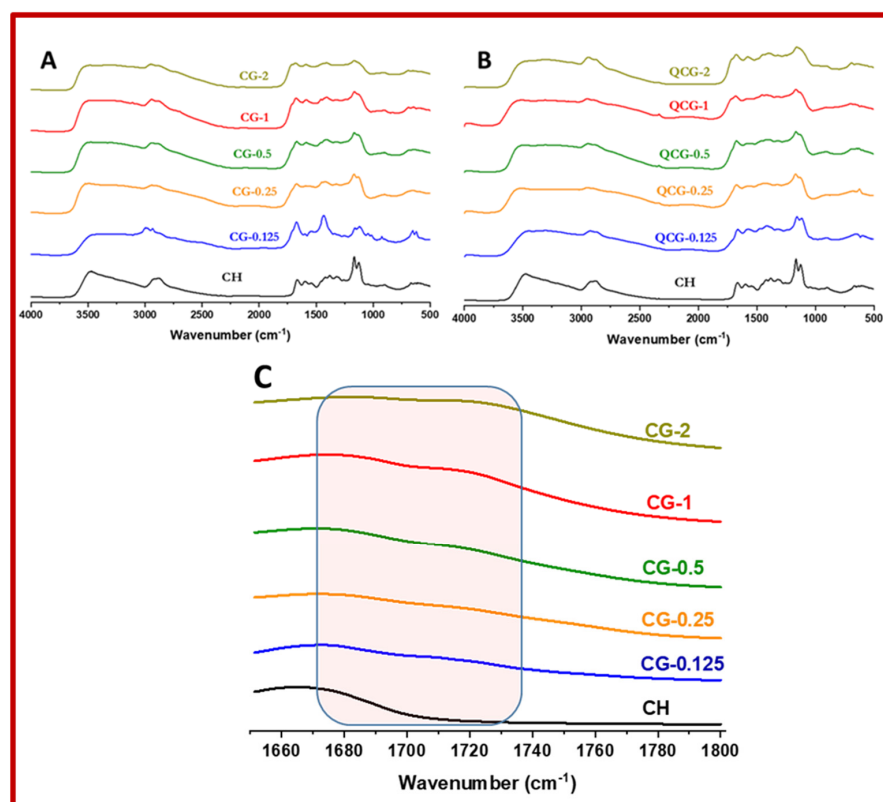 A
CG-2
CG-1
CG-0.5
CG-0.25
CG-0.125
CH
4000 3500 3000 2500 2000 1500 1000 500
Wavenumber (cm⁻¹)
B
QCG-2
QCG-1
QCG-0.5
QCG-0.25
QCG-0.125
CH
4000 3500 3000 2500 2000 1500 1000 500
Wavenumber (cm⁻¹)
C
CG-2
CG-1
CG-0.5
CG-0.25
CG-0.125
CH
1660 1680 1700 1720 1740 1760 1780 1800
Wavenumber (cm⁻¹)